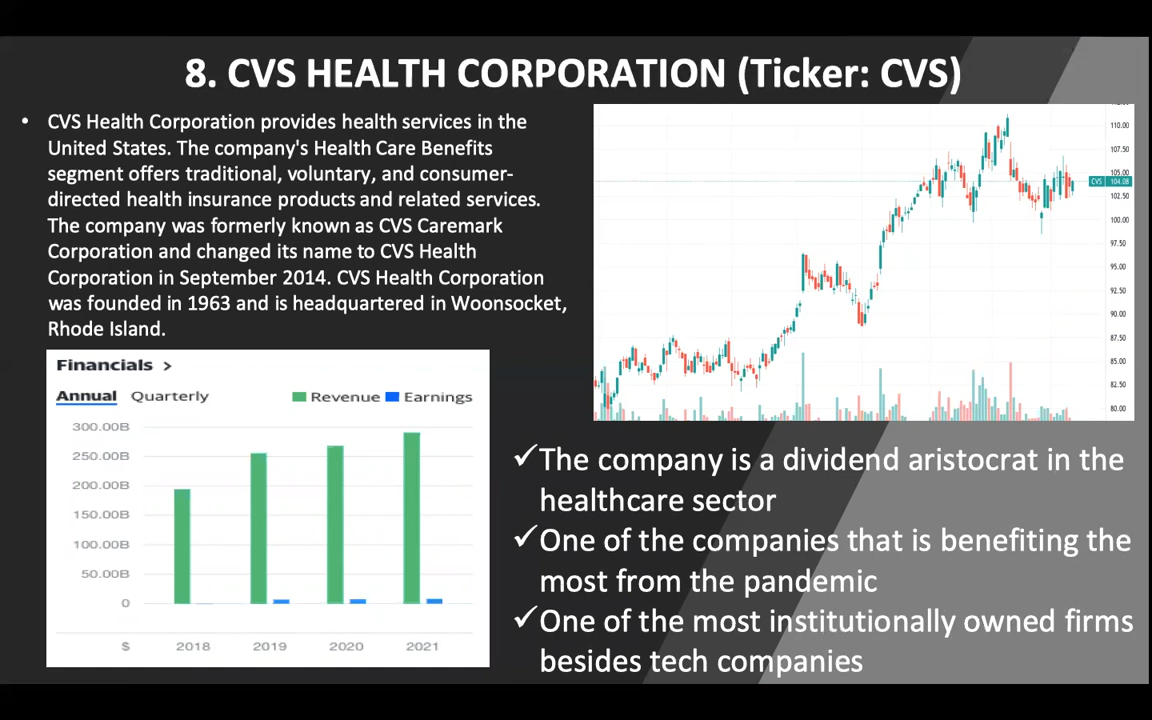 8. CVS HEALTH CORPORATION (Ticker: CVS)
• CVS Health Corporation provides health services in the
United States. The company's Health Care Benefits
segment offers traditional, voluntary, and consumer-
directed health insurance products and related services.
The company was formerly known as CVS Caremark
Corporation and changed its name to CVS Health
Corporation in September 2014. CVS Health Corporation
was founded in 1963 and is headquartered in Woonsocket,
Rhode Island.
110.00
107.50
105.00
CVS 104.08
102.50
100.00
97.50
95.00
92.50
90.00
87.50
85.00
82.50
80.00
Financials >
Annual Quarterly Revenue Earnings
300.00B
250.00B
200.00B
150.00B
100.00B
50.00B
0
$ 2018 2019 2020 2021
✓The company is a dividend aristocrat in the
healthcare sector
✓One of the companies that is benefiting the
most from the pandemic
✓One of the most institutionally owned firms
besides tech companies